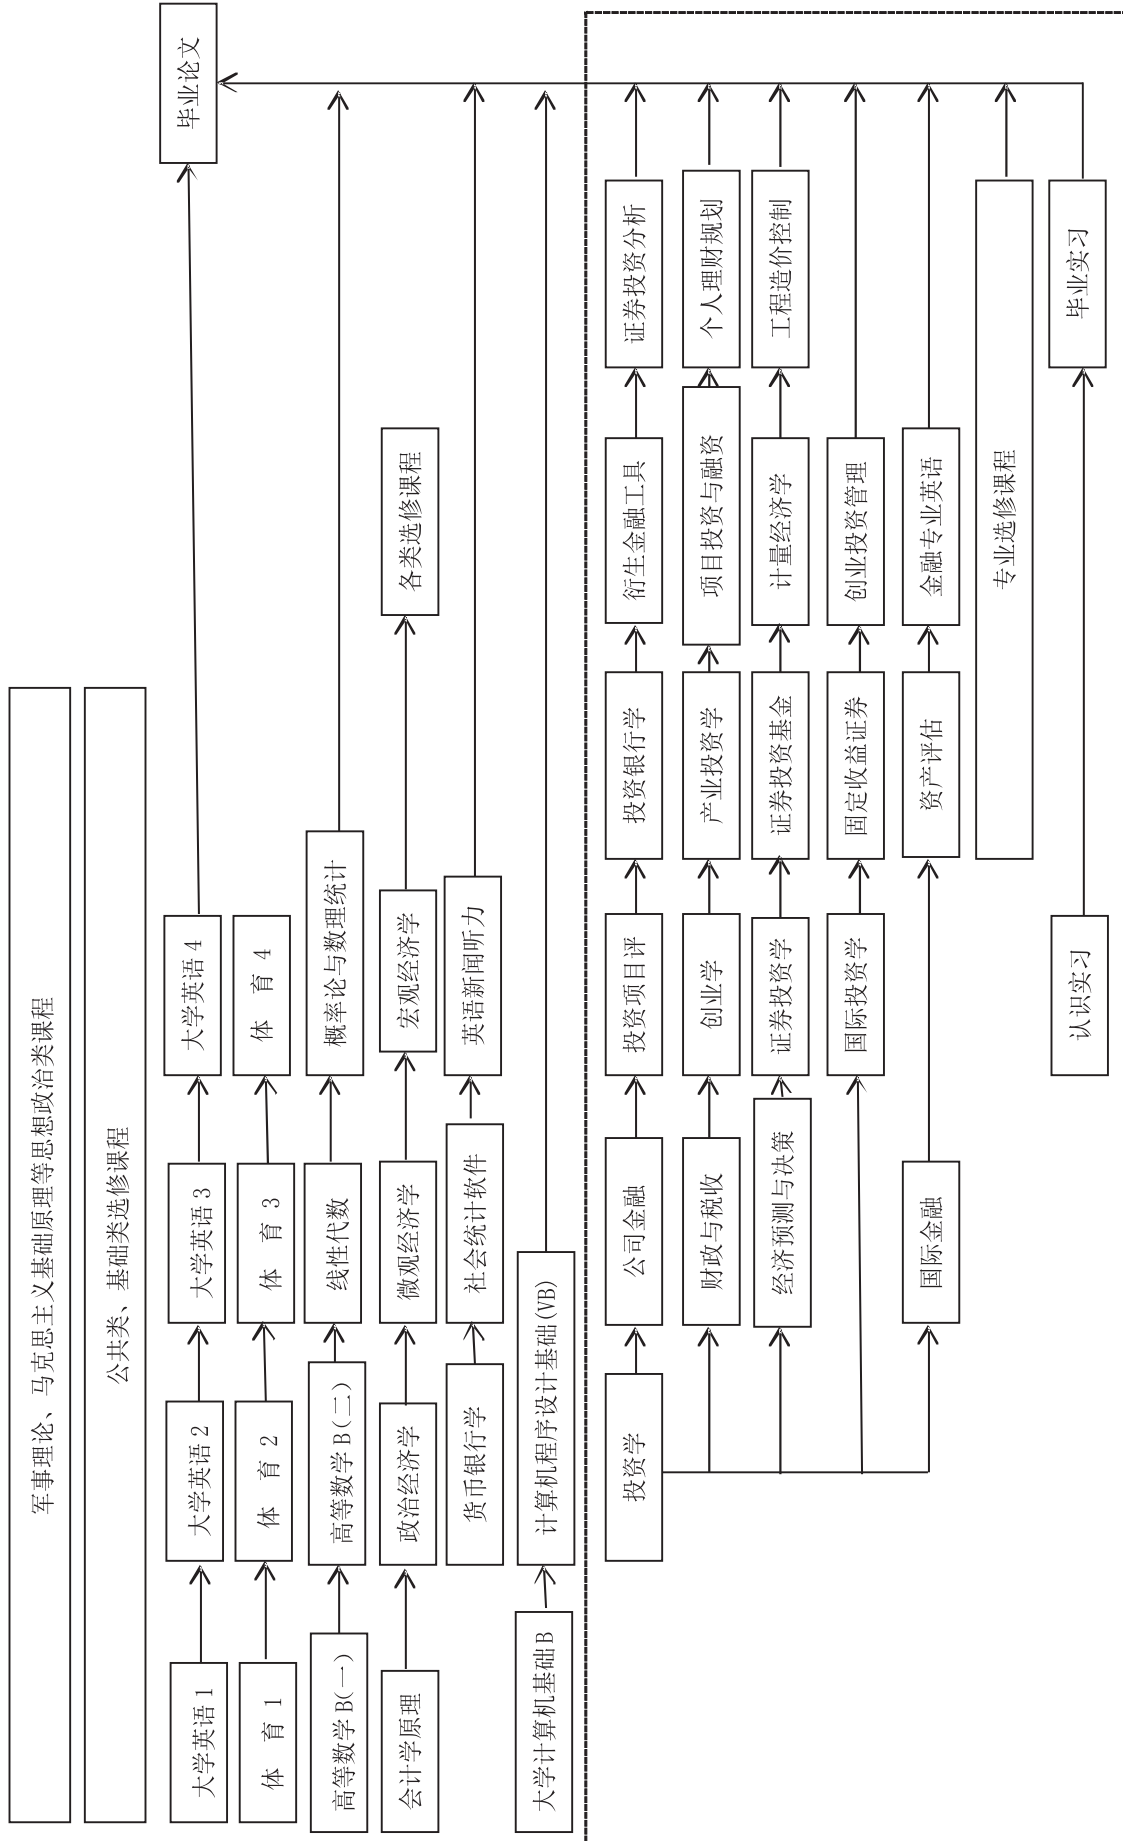 军事理论、马克思主义基础原理等思想政治类课程
公共类、基础类选修课程
大学英语1
大学英语2
大学英语3
大学英语4
毕业论文
体 育 1
体 育 2
体 育 3
体 育 4
高等数学B(一)
高等数学B(二)
线性代数
概率论与数理统计
会计学原理
政治经济学
微观经济学
宏观经济学
各类选修课程
货币银行学
社会统计软件
英语新闻听力
大学计算机基础B
计算机程序设计基础(VB)
投资学
公司金融
投资项目评
投资银行学
衍生金融工具
证券投资分析
财政与税收
创业学
产业投资学
项目投资与融资
个人理财规划
经济预测与决策
证券投资学
证券投资基金
计量经济学
工程造价控制
国际投资学
固定收益证券
创业投资管理
国际金融
资产评估
金融专业英语
专业选修课程
认识实习
毕业实习